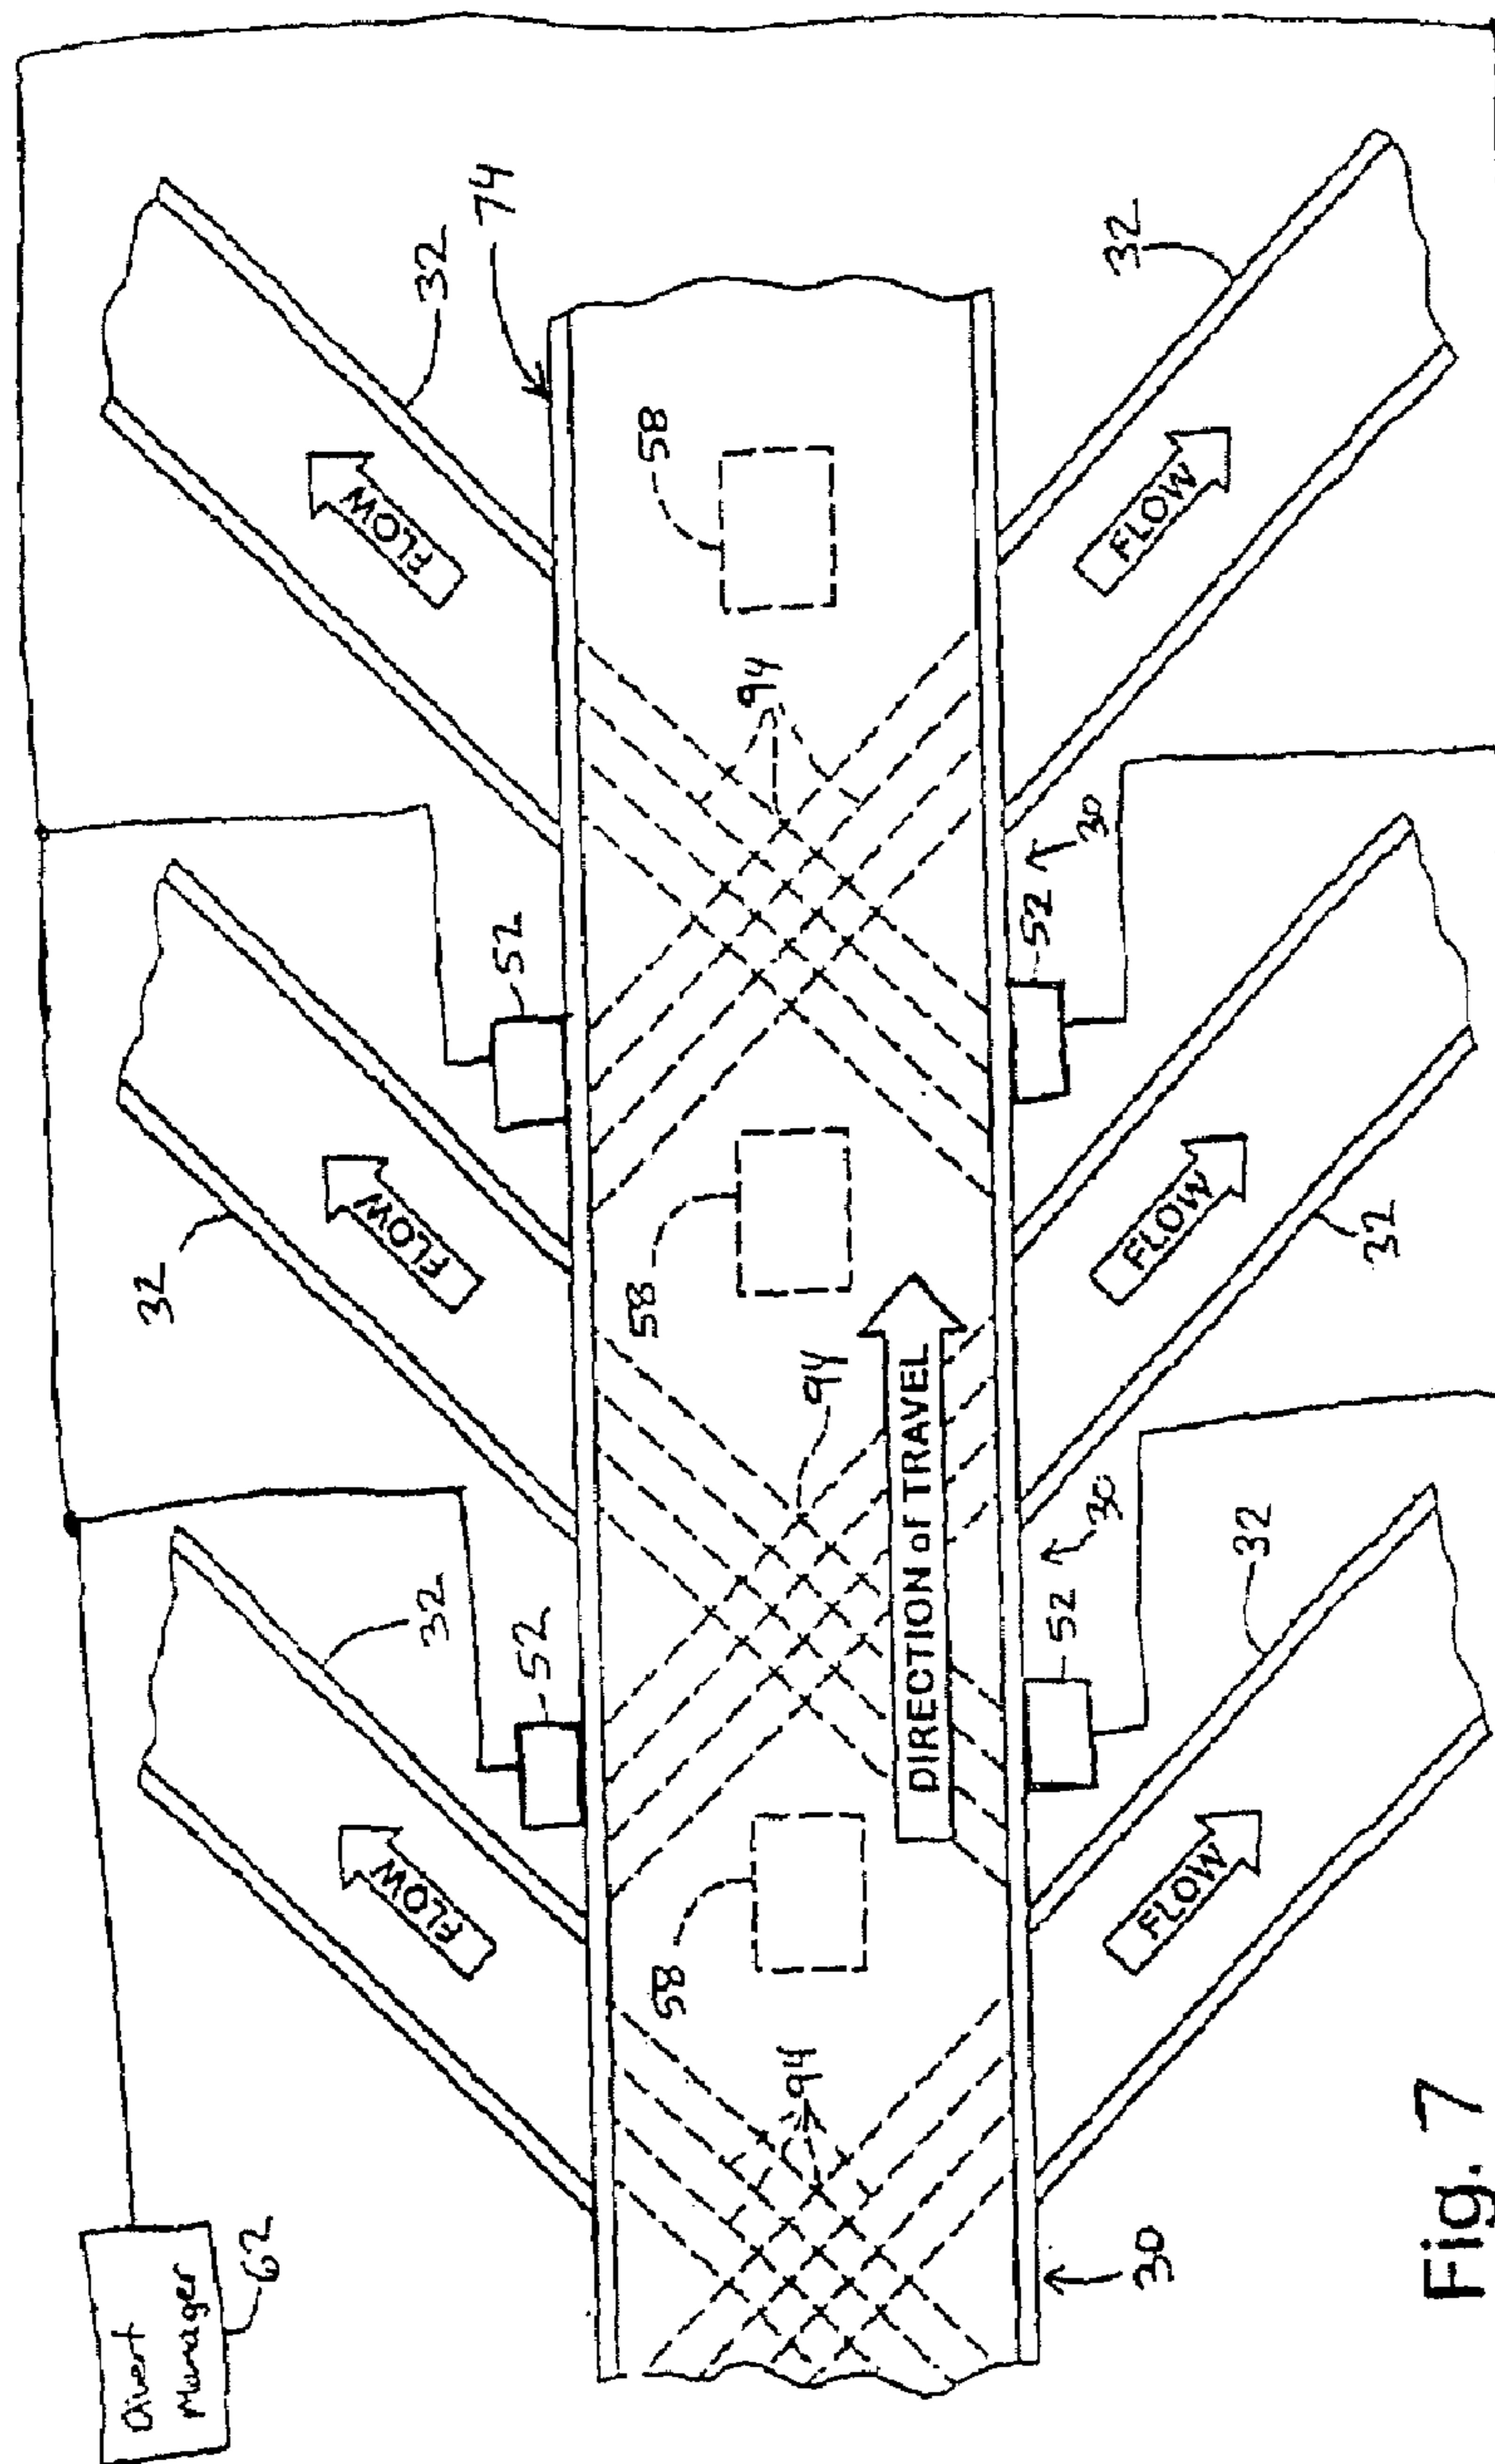 Divert
Manager
62
32
74
32
FLOW
FLOW
FLOW
32
52
52
58
58
58
94
94
94
DIRECTION of TRAVEL
52
30
52
30
30
FLOW
FLOW
FLOW
32
32
32
Fig. 7